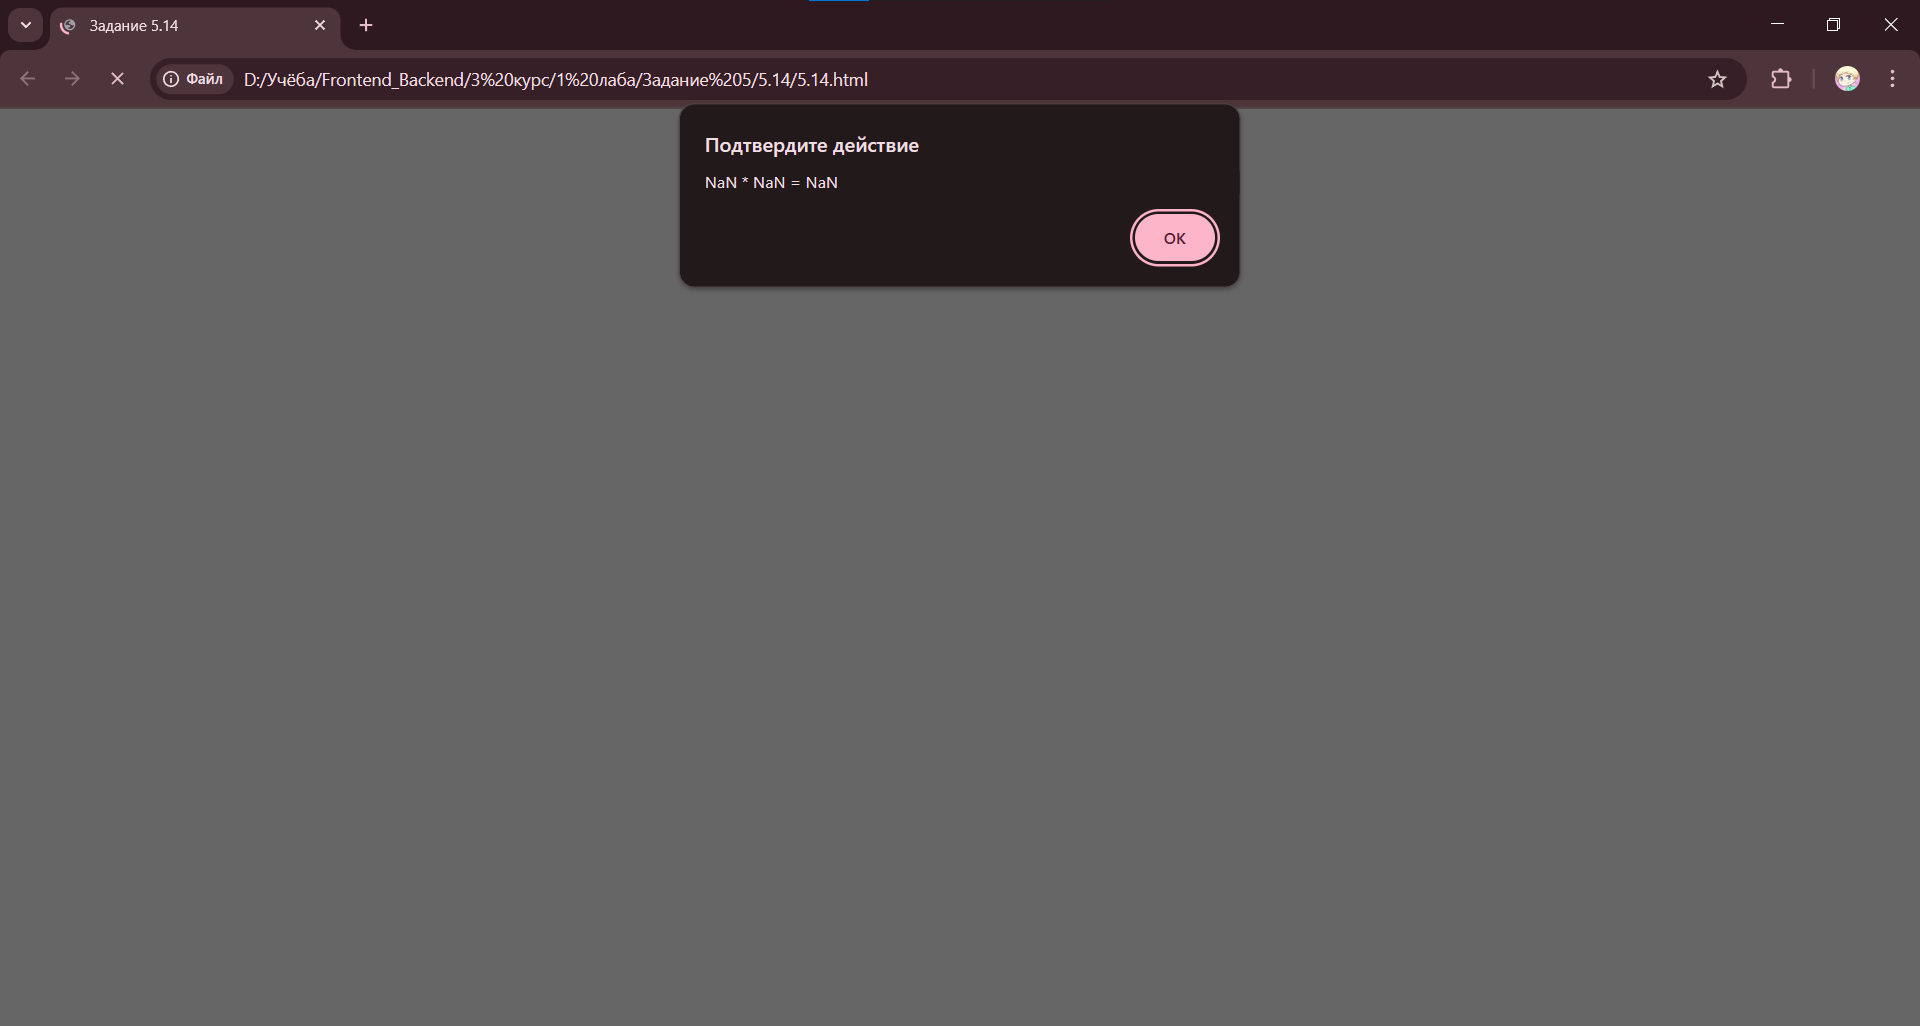 Задание 5.14
Файл
D:/Учёба/Frontend_Backend/3%20курс/1%20лаба/Задание%205/5.14/5.14.html
Подтвердите действие
NaN * NaN = NaN
ОК